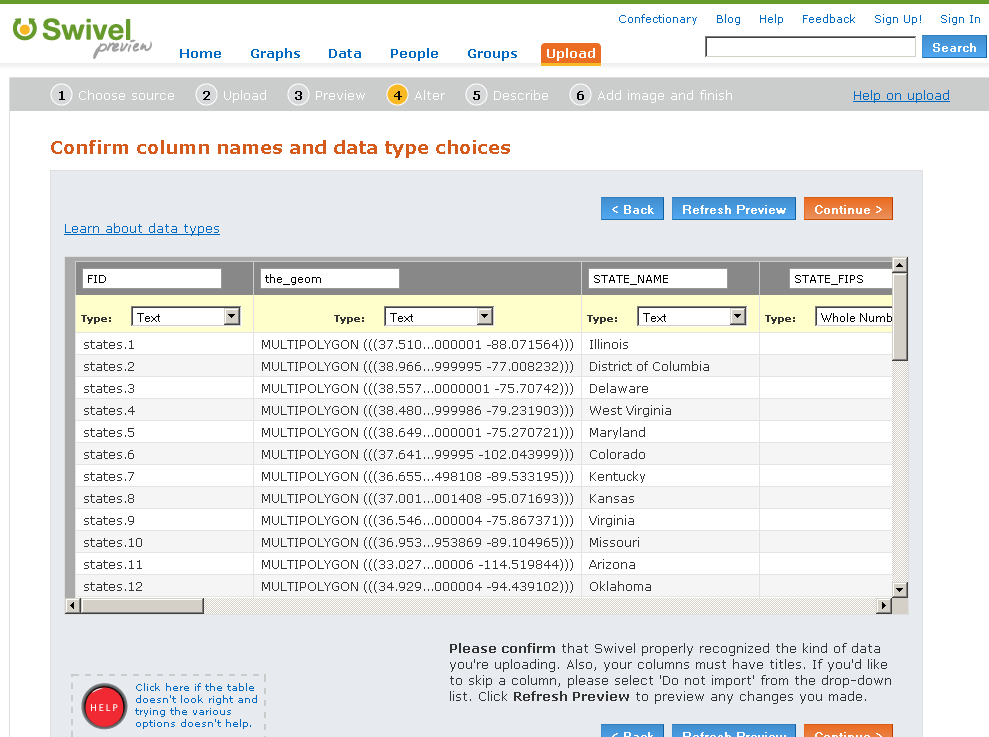 Confectionary Blog Help Feedback Sign Up! Sign In
Swivel
preview
Home Graphs Data People Groups Upload
Search
1 Choose source 2 Upload 3 Preview 4 Alter 5 Describe 6 Add image and finish Help on upload
Confirm column names and data type choices
< Back Refresh Preview Continue >
Learn about data types
FID the_geom STATE_NAME STATE_FIPS
Type: Text Type: Text Type: Text Type: Whole Numb
states.1 MULTIPOLYGON (((37.510...000001 -88.071564))) Illinois
states.2 MULTIPOLYGON (((38.966...999995 -77.008232))) District of Columbia
states.3 MULTIPOLYGON (((38.557...0000001 -75.70742))) Delaware
states.4 MULTIPOLYGON (((38.480...999986 -79.231903))) West Virginia
states.5 MULTIPOLYGON (((38.649...000001 -75.270721))) Maryland
states.6 MULTIPOLYGON (((37.641...99995 -102.043999))) Colorado
states.7 MULTIPOLYGON (((36.655...498108 -89.533195))) Kentucky
states.8 MULTIPOLYGON (((37.001...001408 -95.071693))) Kansas
states.9 MULTIPOLYGON (((36.546...000004 -75.867371))) Virginia
states.10 MULTIPOLYGON (((36.953...953869 -89.104965))) Missouri
states.11 MULTIPOLYGON (((33.027...00006 -114.519844))) Arizona
states.12 MULTIPOLYGON (((34.929...000004 -94.439102))) Oklahoma
Please confirm that Swivel properly recognized the kind of data
you're uploading. Also, your columns must have titles. If you'd like
to skip a column, please select 'Do not import' from the drop-down
list. Click Refresh Preview to preview any changes you made.
HELP
Click here if the table
doesn't look right and
trying the various
options doesn't help.
< Back Refresh Preview Continue >